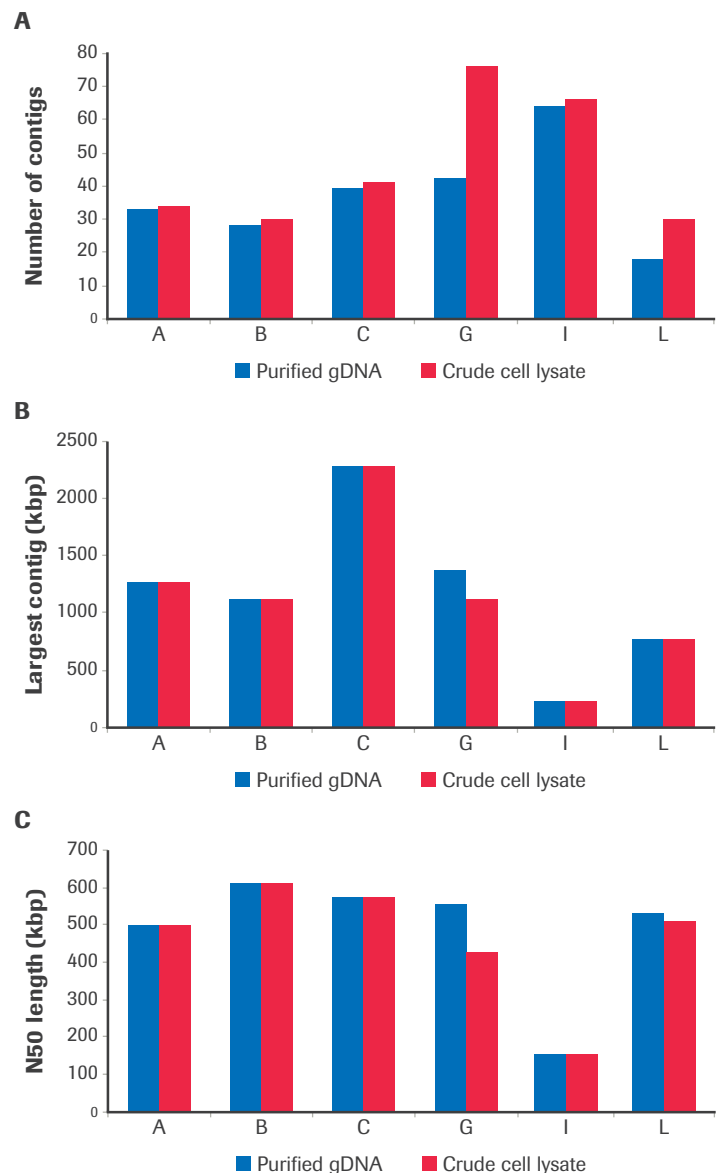 A
Number of contigs
80
70
60
50
40
30
20
10
0
A B C G I L
Purified gDNA Crude cell lysate
B
Largest contig (kbp)
2500
2000
1500
1000
500
0
A B C G I L
Purified gDNA Crude cell lysate
C
N50 length (kbp)
700
600
500
400
300
200
100
0
A B C G I L
Purified gDNA Crude cell lysate